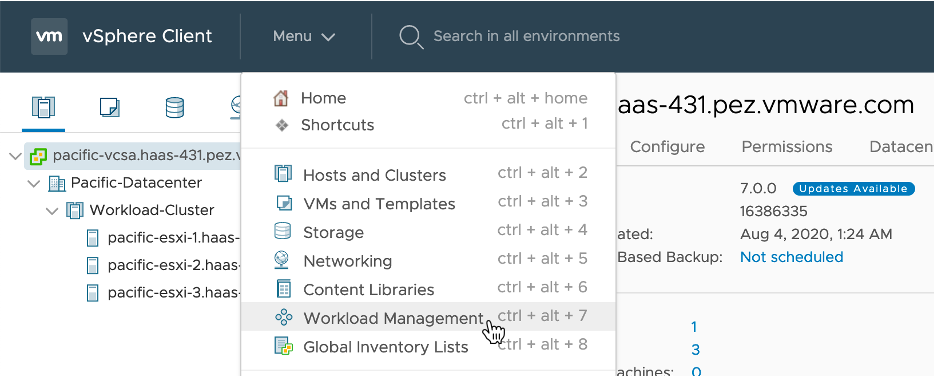 vm vSphere Client Menu Search in all environments
Home ctrl + alt + home
Shortcuts ctrl + alt + 1
Hosts and Clusters ctrl + alt + 2
VMs and Templates ctrl + alt + 3
Storage ctrl + alt + 4
Networking ctrl + alt + 5
Content Libraries ctrl + alt + 6
Workload Management ctrl + alt + 7
Global Inventory Lists ctrl + alt + 8
pacific-vcsa.haas-431.pez.v
Pacific-Datacenter
Workload-Cluster
pacific-esxi-1.haas-
pacific-esxi-2.haas-
pacific-esxi-3.haas-
aas-431.pez.vmware.com
Configure Permissions Datacen
7.0.0 Updates Available
16386335
ated: Aug 4, 2020, 1:24 AM
Based Backup: Not scheduled
1
3
achines: 0